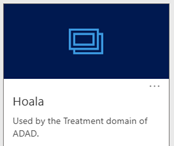 Hoala
Used by the Treatment domain of
ADAD.